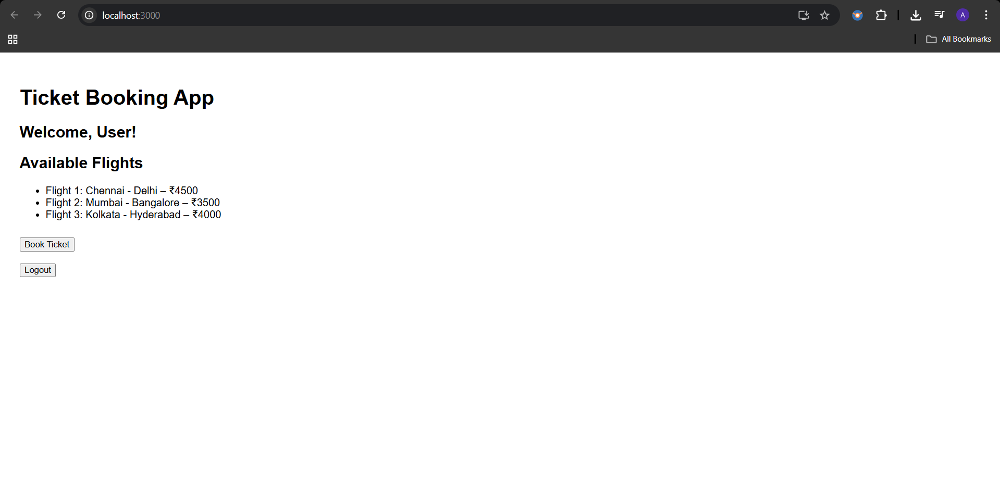 localhost:3000
A
All Bookmarks
Ticket Booking App
Welcome, User!
Available Flights
• Flight 1: Chennai - Delhi – ₹4500
• Flight 2: Mumbai - Bangalore – ₹3500
• Flight 3: Kolkata - Hyderabad – ₹4000
Book Ticket
Logout